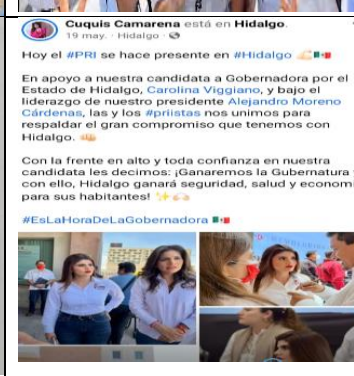 Cuquis Camarena está en Hidalgo.
19 may. · Hidalgo ·
Hoy el #PRI se hace presente en #Hidalgo
En apoyo a nuestra candidata a Gobernadora por el
Estado de Hidalgo, Carolina Viggiano, y bajo el
liderazgo de nuestro presidente Alejandro Moreno
Cárdenas, las y los #priistas nos unimos para
respaldar el gran compromiso que tenemos con
Hidalgo.
Con la frente en alto y toda confianza en nuestra
candidata les decimos: ¡Ganaremos la Gubernatura y
con ello, Hidalgo ganará seguridad, salud y economí
para sus habitantes!
#EsLaHoraDeLaGobernadora